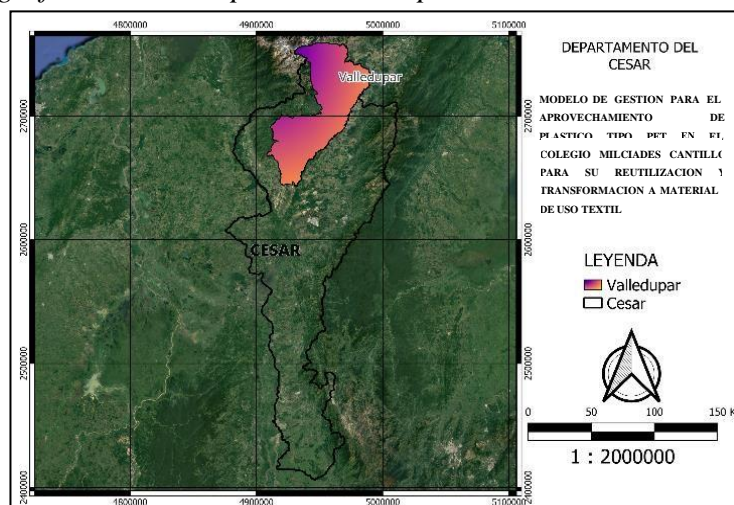 4800000 4900000 5000000 5100000
2700000
2600000
2500000
2400000
Valledupar
CESAR
4800000 4900000 5000000 5100000
2700000
2600000
2500000
2400000
DEPARTAMENTO DEL
CESAR
MODELO DE GESTION PARA EL
APROVECHAMIENTO DE
PLASTICO TIPO PET EN EL
COLEGIO MILCIADES CANTILLO
PARA SU REUTILIZACION Y
TRANSFORMACION A MATERIAL
DE USO TEXTIL
LEYENDA
Valledupar
Cesar
0 50 100 150 K
1 : 2000000